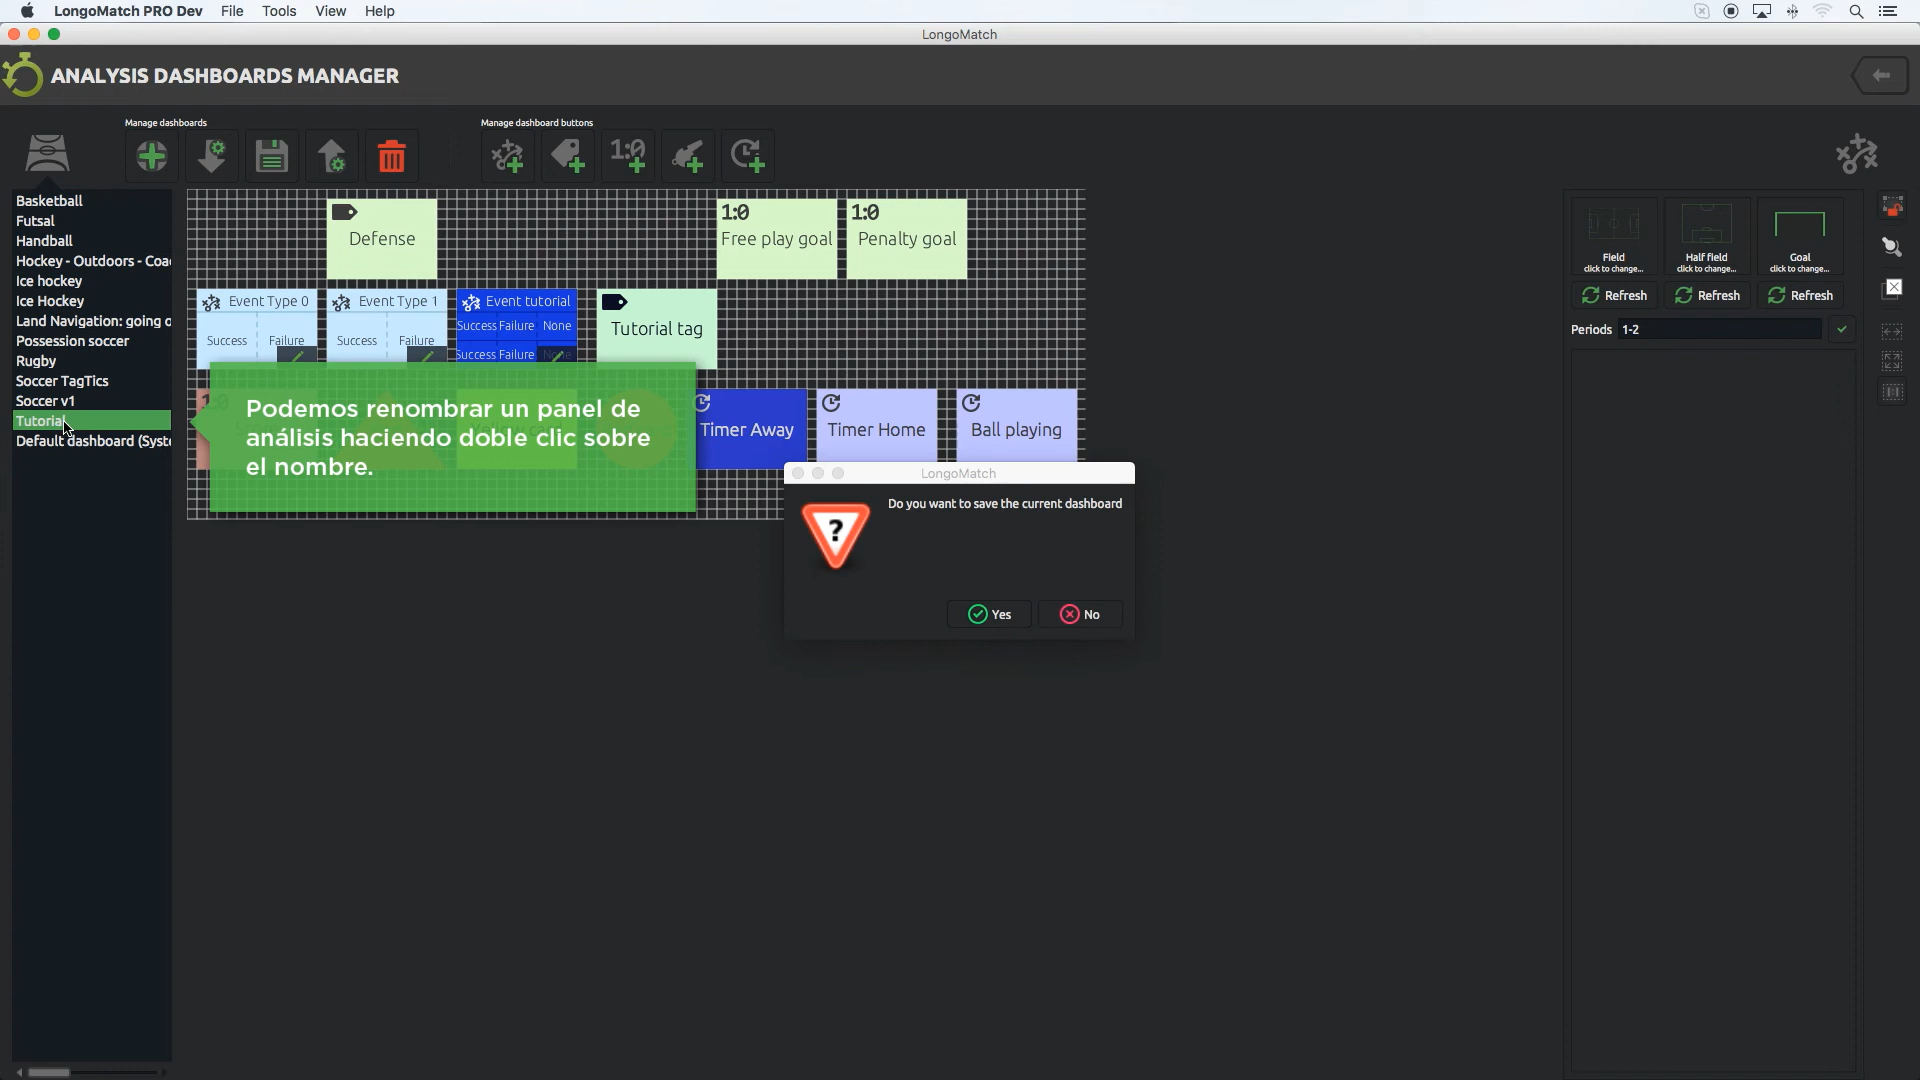 LongoMatch PRO Dev File Tools View Help
LongoMatch
ANALYSIS DASHBOARDS MANAGER
Manage dashboards
Manage dashboard buttons
1:0
Basketball
Futsal
Handball
Hockey - Outdoors - Coa
Ice hockey
Ice Hockey
Land Navigation: going o
Possession soccer
Rugby
Soccer TagTics
Soccer v1
Tutorial
Default dashboard (Syste
Defense
1:0
Free play goal
1:0
Penalty goal
Event Type 0
Success Failure
Event Type 1
Success Failure
Event tutorial
Success Failure None
Success Failure None
Tutorial tag
Podemos renombrar un panel de
análisis haciendo doble clic sobre
el nombre.
Timer Away
Timer Home
Ball playing
LongoMatch
Do you want to save the current dashboard
Yes
No
Field
click to change...
Half field
click to change...
Goal
click to change...
Refresh
Refresh
Refresh
Periods 1-2